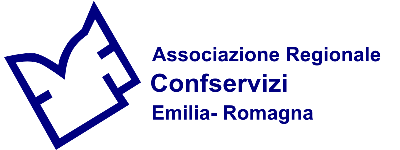 Associazione Regionale
Confservizi
Emilia- Romagna